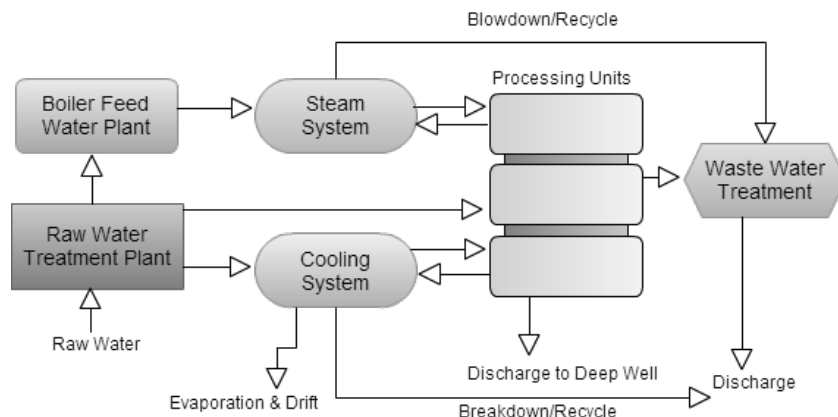 Blowdown/Recycle
Processing Units
Boiler Feed
Water Plant
Steam
System
Waste Water
Treatment
Raw Water
Treatment Plant
Cooling
System
Raw Water
Discharge to Deep Well
Discharge
Evaporation & Drift
Breakdown/Recycle